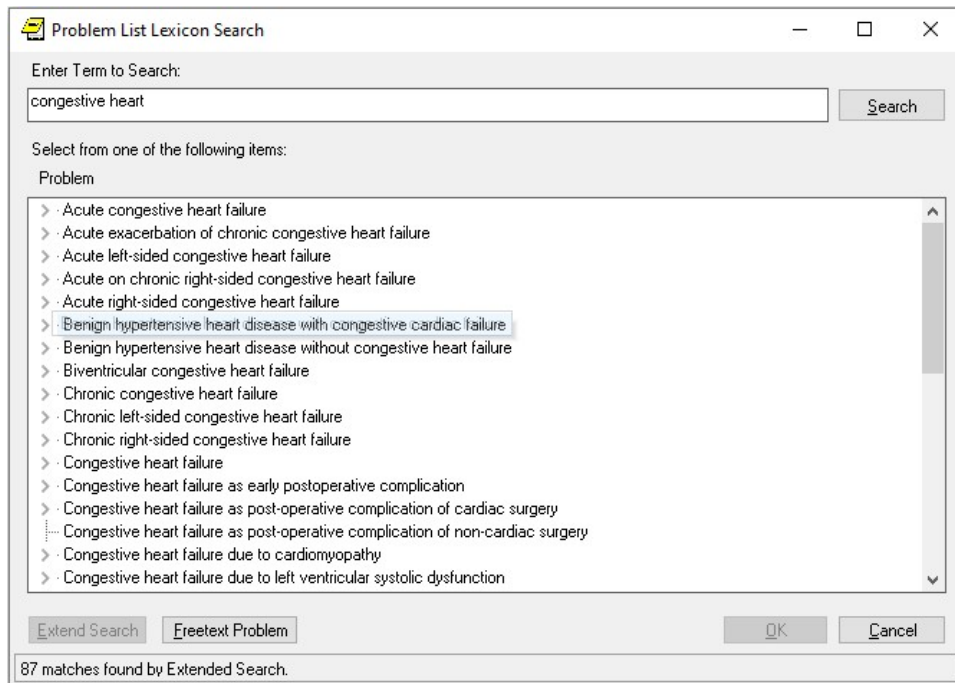 Problem List Lexicon Search
Enter Term to Search:
congestive heart
Search
Select from one of the following items:
Problem
Acute congestive heart failure
Acute exacerbation of chronic congestive heart failure
Acute left-sided congestive heart failure
Acute on chronic right-sided congestive heart failure
Acute right-sided congestive heart failure
Benign hypertensive heart disease with congestive cardiac failure
Benign hypertensive heart disease without congestive heart failure
Biventricular congestive heart failure
Chronic congestive heart failure
Chronic left-sided congestive heart failure
Chronic right-sided congestive heart failure
Congestive heart failure
Congestive heart failure as early postoperative complication
Congestive heart failure as post-operative complication of cardiac surgery
Congestive heart failure as post-operative complication of non-cardiac surgery
Congestive heart failure due to cardiomyopathy
Congestive heart failure due to left ventricular systolic dysfunction
Extend Search Freetext Problem OK Cancel
87 matches found by Extended Search.